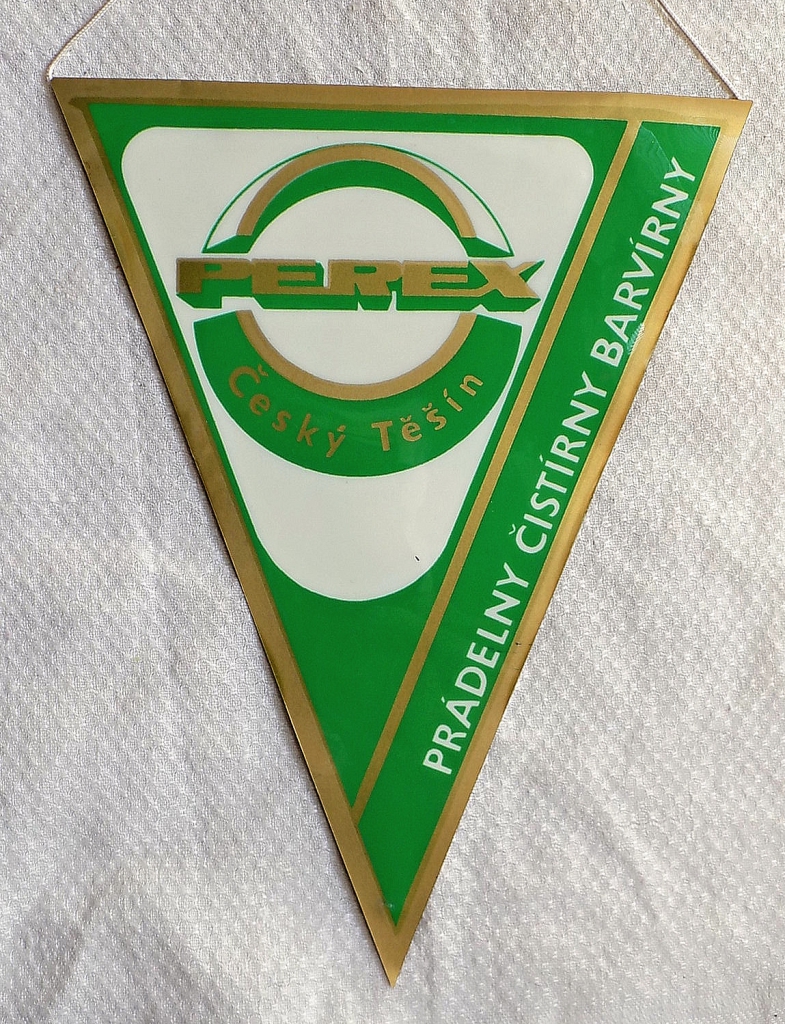 PEREX
Český Těšín
PRÁDELNY ČISTÍRNY BARVÍRNY